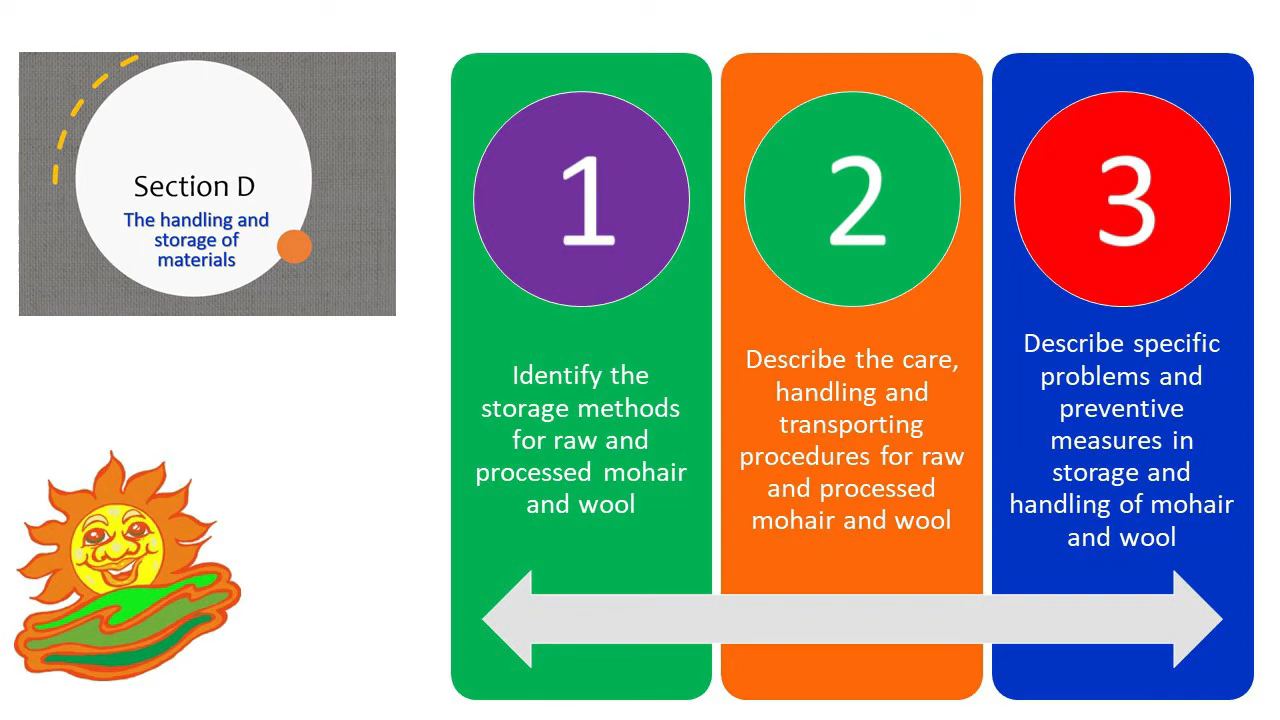 Section D
The handling and
storage of
materials
1
Identify the
storage methods
for raw and
processed mohair
and wool
2
Describe the care,
handling and
transporting
procedures for raw
and processed
mohair and wool
3
Describe specific
problems and
preventive
measures in
storage and
handling of mohair
and wool